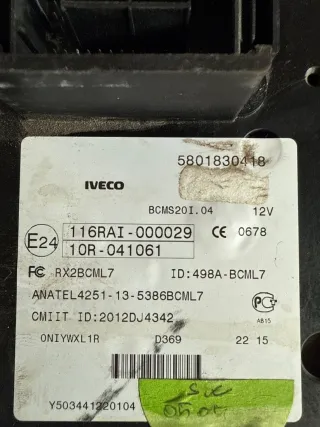 5801830418
IVECO
BCMS20I.04 12V
E24
116RAI-000029
10R-041061
CE 0678
FC RX2BCML7 ID:498A-BCML7
ANATEL4251-13-5386BCML7
CMIIT ID:2012DJ4342
AB15
ONIYWXL1R D369 22 15
Y503441220104